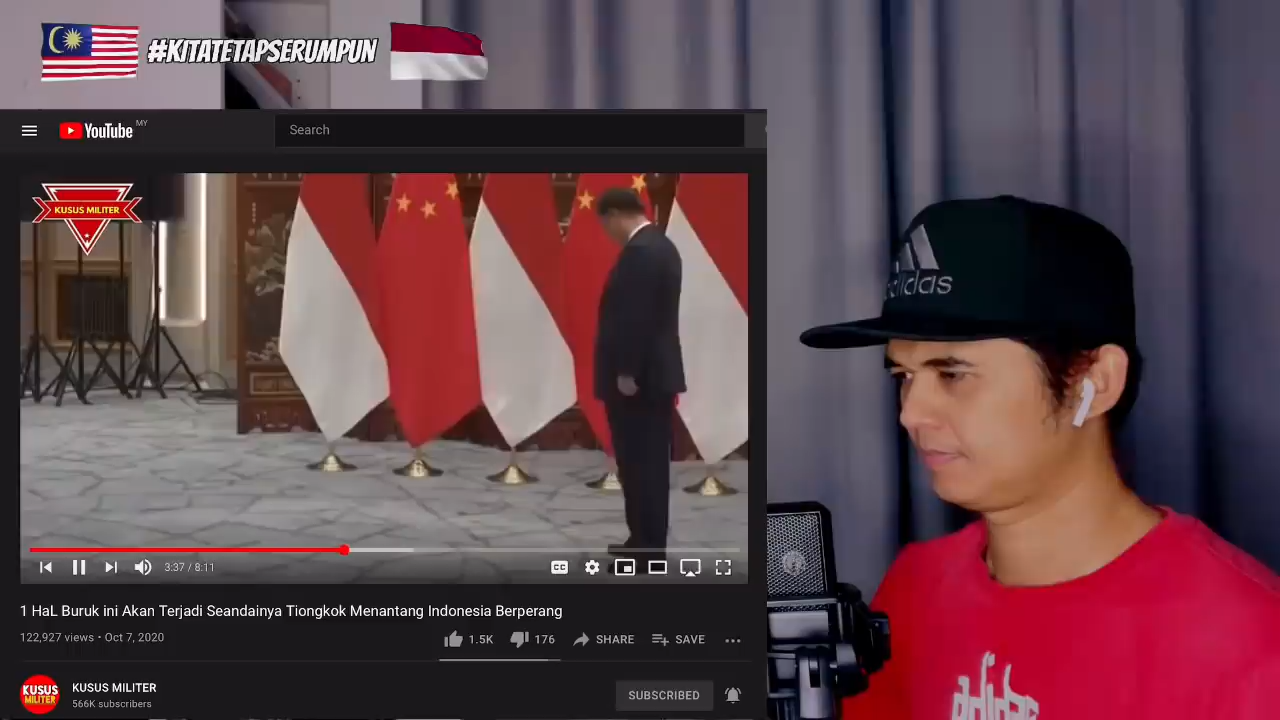 #KITATETAPSERUMPUN
YouTube MY
Search
KUSUS MILITER
adidas
3:37 / 8:11
CC
1 HaL Buruk ini Akan Terjadi Seandainya Tiongkok Menantang Indonesia Berperang
122,927 views • Oct 7, 2020
1.5K 176 SHARE SAVE
KUSUS MILITER
KUSUS MILITER
566K subscribers
SUBSCRIBED
adidas